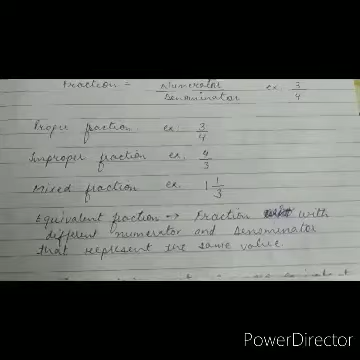 Fraction - Numerator ex. 3
Denominator 4
Proper fraction ex. 3/4
Improper fraction ex. 4/3
Mixed fraction ex. 1 1/3
Equivalent fraction → Fraction with
different numerator and Denominator
that represent the same value.
PowerDirector